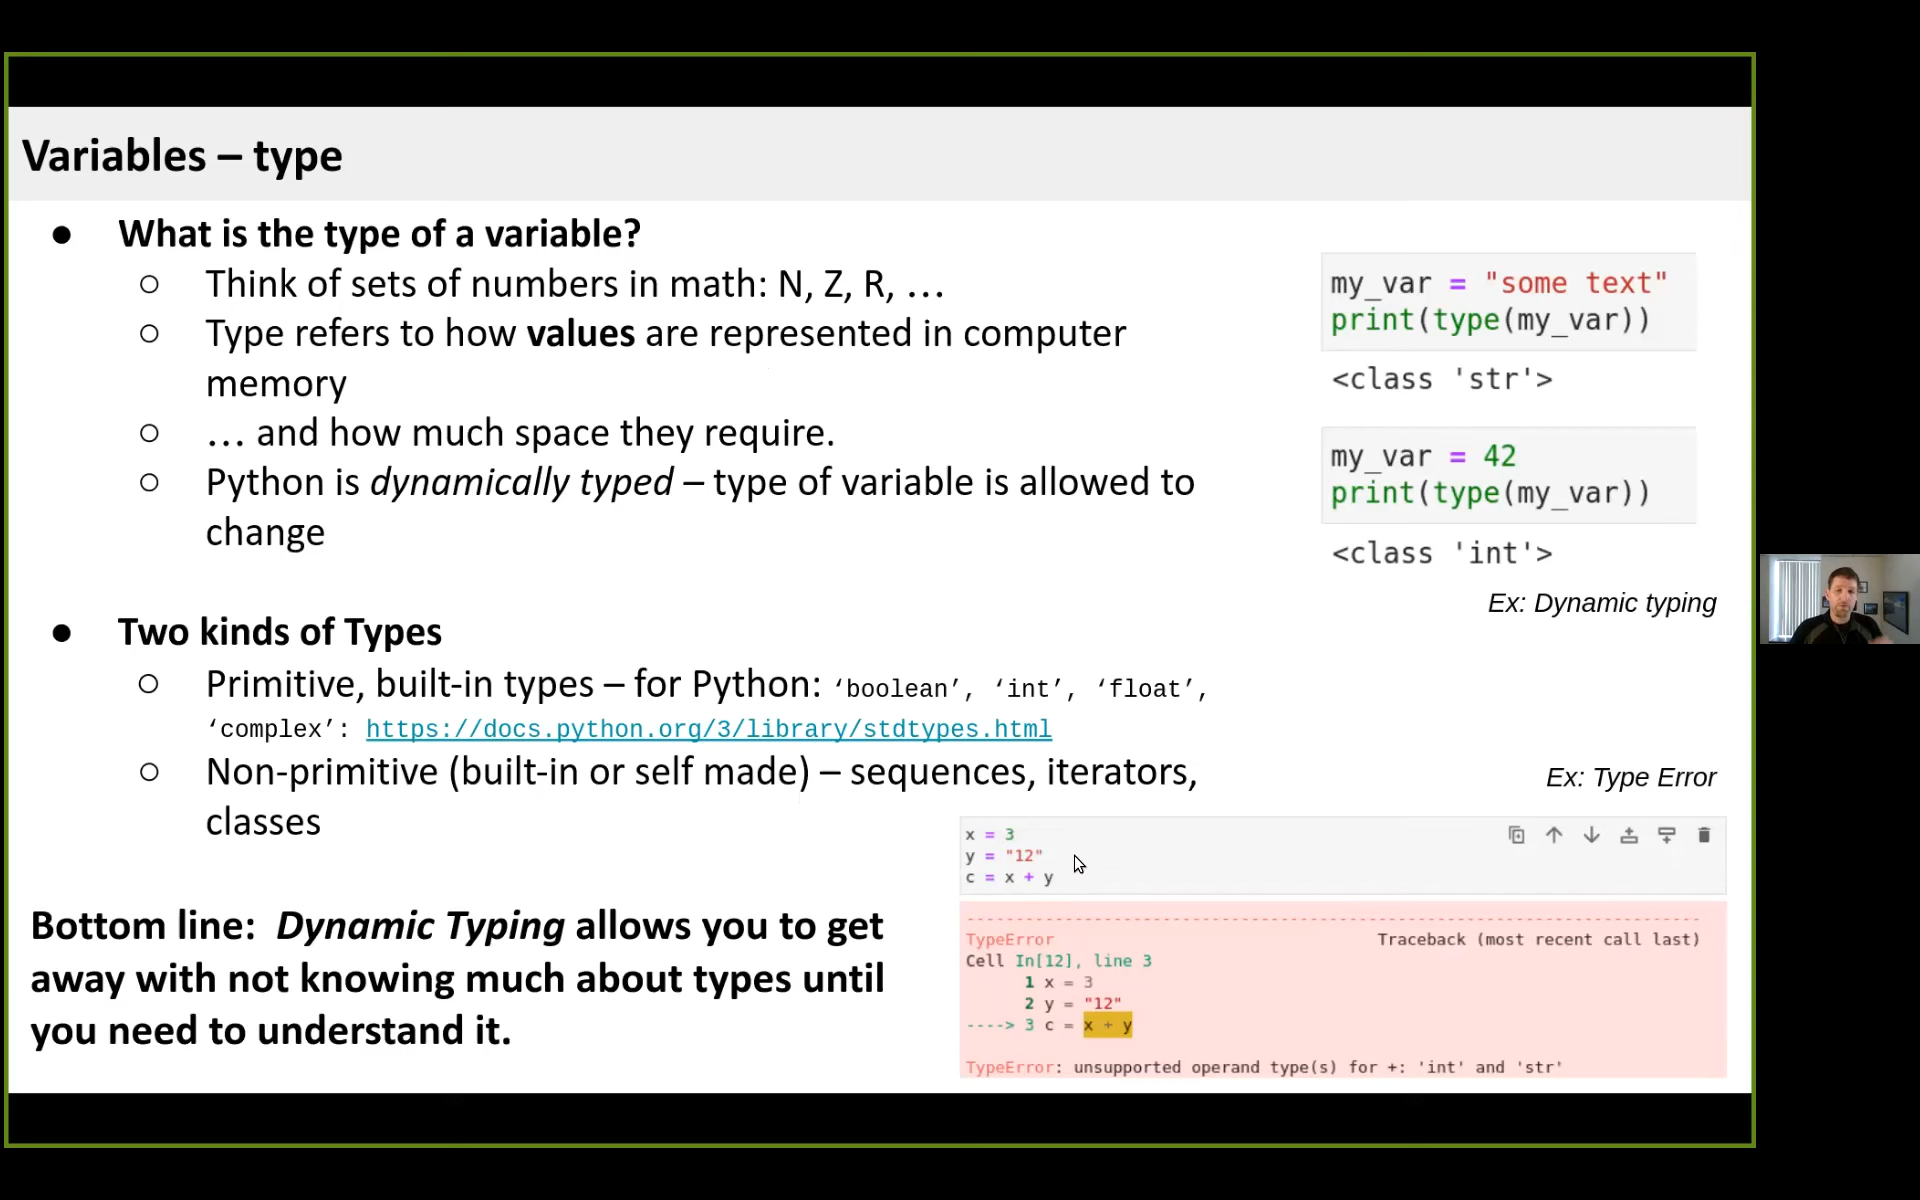 Variables – type
● What is the type of a variable?
○ Think of sets of numbers in math: N, Z, R, …
○ Type refers to how values are represented in computer
memory
○ … and how much space they require.
○ Python is dynamically typed – type of variable is allowed to
change
● Two kinds of Types
○ Primitive, built-in types – for Python: ‘boolean’, ‘int’, ‘float’,
‘complex’: https://docs.python.org/3/library/stdtypes.html
○ Non-primitive (built-in or self made) – sequences, iterators,
classes
Bottom line: Dynamic Typing allows you to get
away with not knowing much about types until
you need to understand it.
my_var = "some text"
print(type(my_var))
<class 'str'>
my_var = 42
print(type(my_var))
<class 'int'>
Ex: Dynamic typing
Ex: Type Error
x = 3
y = "12"
c = x + y
---------------------------------------------------------------------------
TypeError Traceback (most recent call last)
Cell In[12], line 3
1 x = 3
2 y = "12"
----> 3 c = x + y
TypeError: unsupported operand type(s) for +: 'int' and 'str'